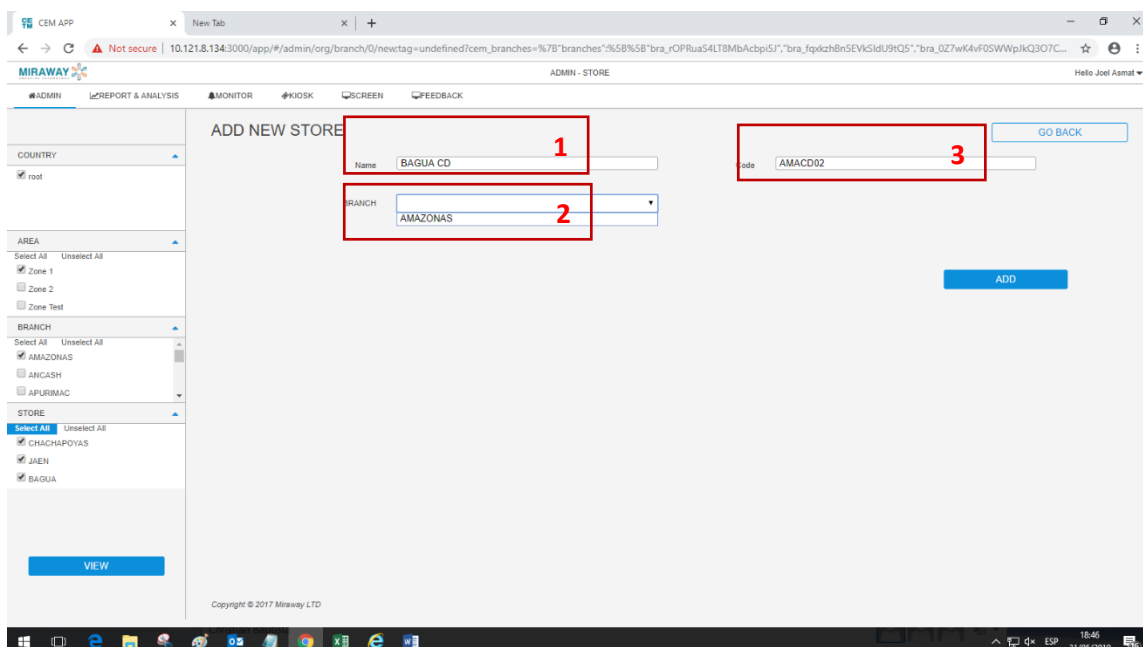 CEM APP
New Tab
Not secure | 10.121.8.134:3000/app/#/admin/org/branch/0/new;tag=undefined?cem_branches=%7B"branches":%5B%5B"bra_rOPRuaS4LT8MbAcbpi5J","bra_fqxkzhBn5EVkSIdU9tQ5","bra_0Z7wK4vF0SWWpJkQ3O7C...
MIRAWAY
ADMIN - STORE
Hello Joel Asmat
ADMIN REPORT & ANALYSIS MONITOR KIOSK SCREEN FEEDBACK
ADD NEW STORE
GO BACK
Name BAGUA CD 1
Code AMACD02 3
BRANCH
AMAZONAS 2
ADD
COUNTRY
root
AREA
Select All Unselect All
Zone 1
Zone 2
Zone Test
BRANCH
Select All Unselect All
AMAZONAS
ANCASH
APURIMAC
STORE
Select All Unselect All
CHACHAPOYAS
JAEN
BAGUA
VIEW
Copyright © 2017 Miraway LTD
ESP
18:46